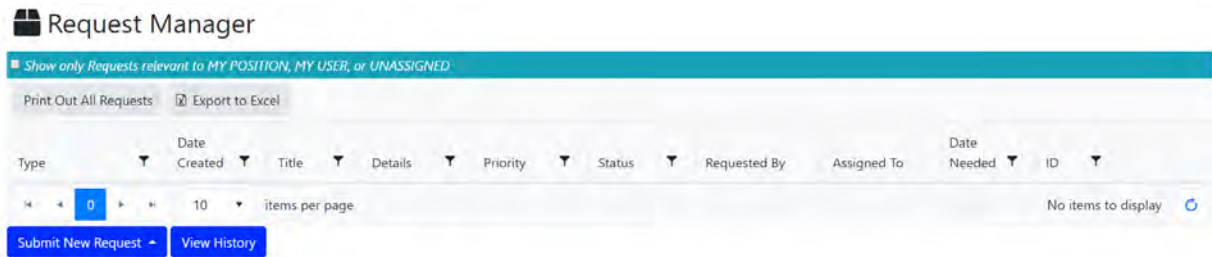 Request Manager
Show only Requests relevant to MY POSITION, MY USER, or UNASSIGNED
Print Out All Requests Export to Excel
Type Date Created Title Details Priority Status Requested By Assigned To Date Needed ID
0 10 items per page No items to display
Submit New Request View History